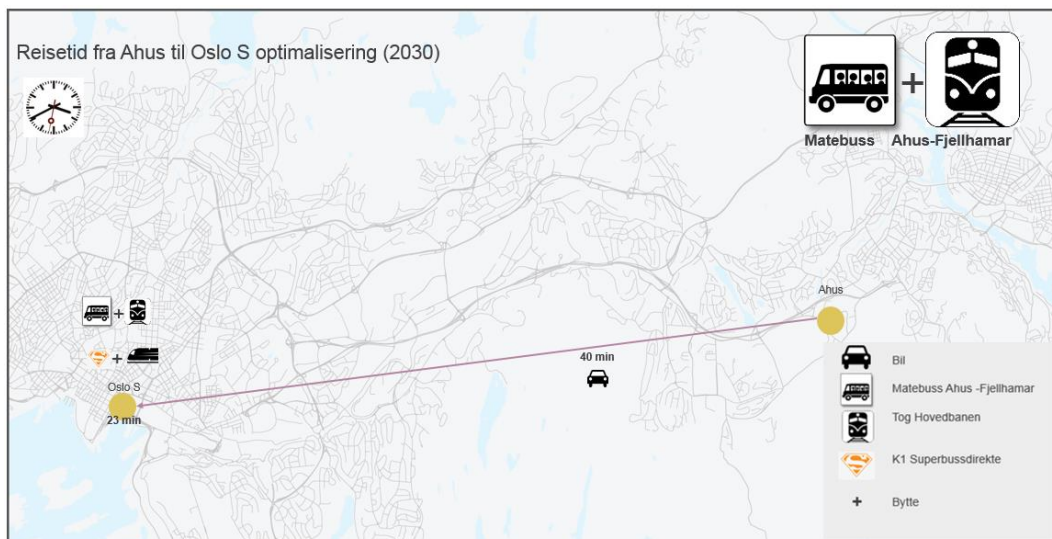 Reisetid fra Ahus til Oslo S optimalisering (2030)
+
Matebuss Ahus-Fjellhamar
Ahus
+
40 min
+
Oslo S
23 min
Bil
Matebuss Ahus -Fjellhamar
Tog Hovedbanen
K1 Superbussdirekte
+ Bytte